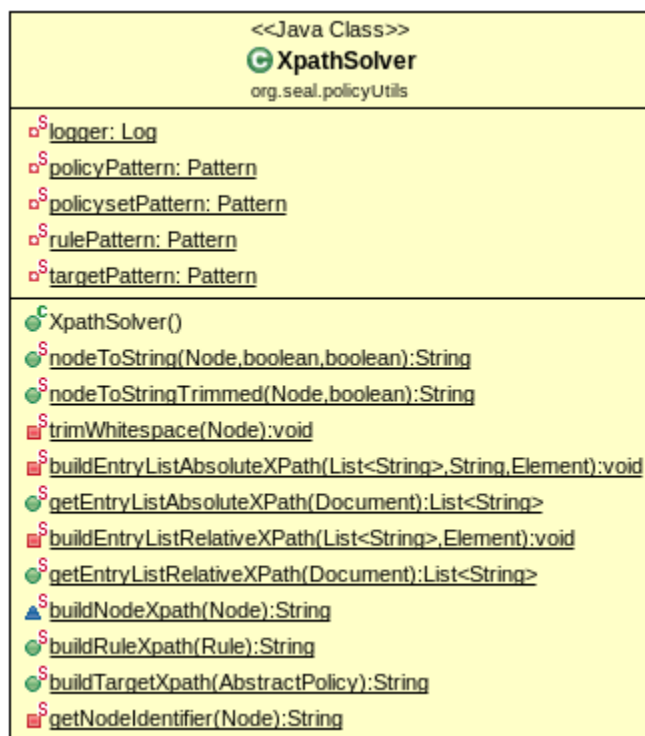 <<Java Class>>
XpathSolver
org.seal.policyUtils
logger: Log
policyPattern: Pattern
policysetPattern: Pattern
rulePattern: Pattern
targetPattern: Pattern
XpathSolver()
nodeToString(Node,boolean,boolean):String
nodeToStringTrimmed(Node,boolean):String
trimWhitespace(Node):void
buildEntryListAbsoluteXPath(List<String>,String,Element):void
getEntryListAbsoluteXPath(Document):List<String>
buildEntryListRelativeXPath(List<String>,Element):void
getEntryListRelativeXPath(Document):List<String>
buildNodeXpath(Node):String
buildRuleXpath(Rule):String
buildTargetXpath(AbstractPolicy):String
getNodeIdentifier(Node):String